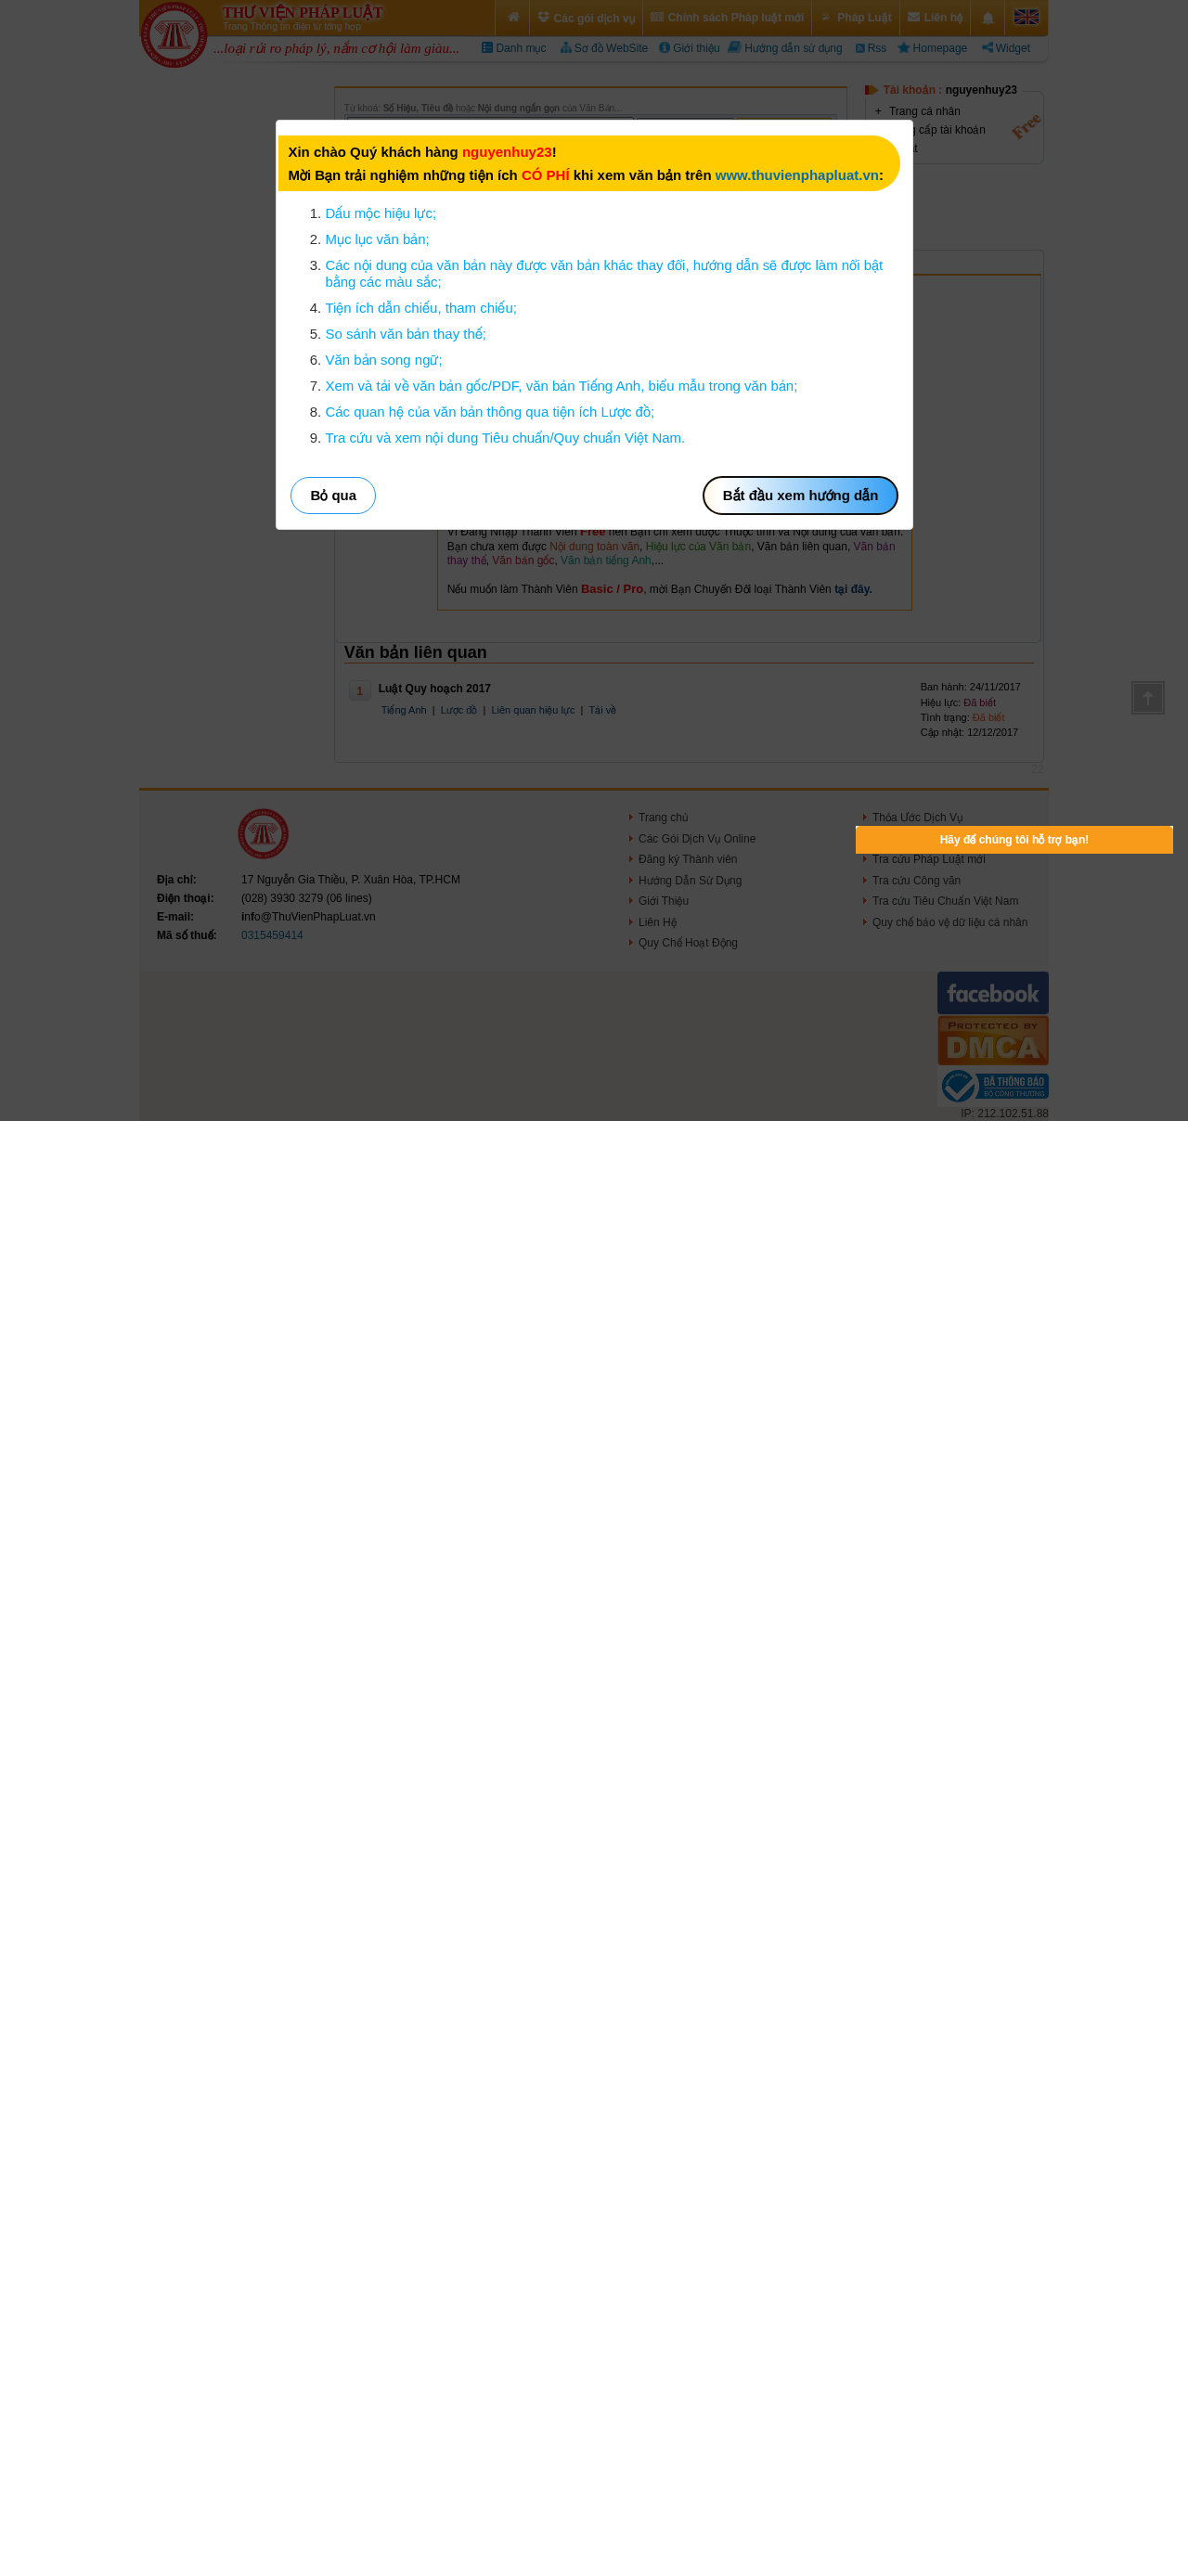 THƯ VIỆN PHÁP LUẬT
Trang Thông tin điện tử tổng hợp
Các gói dịch vụ
Chính sách Pháp luật mới
Pháp Luật
Liên hệ
...loại rủi ro pháp lý, nắm cơ hội làm giàu...
Danh mục
Sơ đồ WebSite
Giới thiệu
Hướng dẫn sử dụng
Rss
Homepage
Widget
Từ khoá: Số Hiệu, Tiêu đề hoặc Nội dung ngắn gọn của Văn Bản...
Tài khoản : nguyenhuy23
+ Trang cá nhân
cấp tài khoản
Free
Xin chào Quý khách hàng nguyenhuy23!
Mời Bạn trải nghiệm những tiện ích CÓ PHÍ khi xem văn bản trên www.thuvienphapluat.vn:
1. Dấu mộc hiệu lực;
2. Mục lục văn bản;
3. Các nội dung của văn bản này được văn bản khác thay đổi, hướng dẫn sẽ được làm nổi bật
bằng các màu sắc;
4. Tiện ích dẫn chiếu, tham chiếu;
5. So sánh văn bản thay thế;
6. Văn bản song ngữ;
7. Xem và tải về văn bản gốc/PDF, văn bản Tiếng Anh, biểu mẫu trong văn bản;
8. Các quan hệ của văn bản thông qua tiện ích Lược đồ;
9. Tra cứu và xem nội dung Tiêu chuẩn/Quy chuẩn Việt Nam.
Bỏ qua
Bắt đầu xem hướng dẫn
Vì Đăng Nhập Thành Viên Free nên Bạn chỉ xem được Thuộc tính và Nội dung của văn bản.
Bạn chưa xem được Nội dung toàn văn, Hiệu lực của Văn bản, Văn bản liên quan, Văn bản
thay thế, Văn bản gốc, Văn bản tiếng Anh,...
Nếu muốn làm Thành Viên Basic / Pro, mời Bạn Chuyển Đổi loại Thành Viên tại đây.
Văn bản liên quan
1
Luật Quy hoạch 2017
Tiếng Anh | Lược đồ | Liên quan hiệu lực | Tải về
Ban hành: 24/11/2017
Hiệu lực: Đã biết
Tình trạng: Đã biết
Cập nhật: 12/12/2017
Trang chủ
Các Gói Dịch Vụ Online
Đăng ký Thành viên
Hướng Dẫn Sử Dụng
Giới Thiệu
Liên Hệ
Quy Chế Hoạt Động
Thỏa Ước Dịch Vụ
Hãy để chúng tôi hỗ trợ bạn!
Tra cứu Pháp Luật mới
Tra cứu Công văn
Tra cứu Tiêu Chuẩn Việt Nam
Quy chế bảo vệ dữ liệu cá nhân
Địa chỉ: 17 Nguyễn Gia Thiều, P. Xuân Hòa, TP.HCM
Điện thoại: (028) 3930 3279 (06 lines)
E-mail: info@ThuVienPhapLuat.vn
Mã số thuế: 0315459414
facebook
PROTECTED BY
DMCA
ĐÃ THÔNG BÁO
BỘ CÔNG THƯƠNG
IP: 212.102.51.88